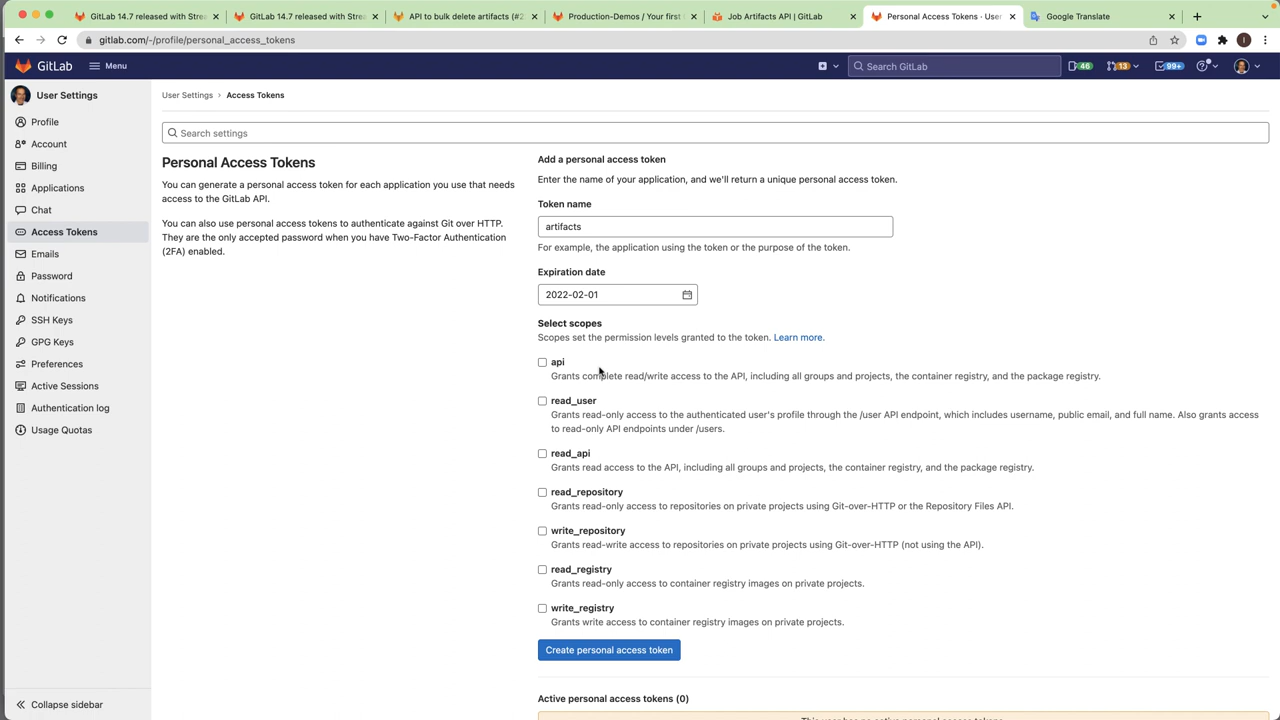 GitLab 14.7 released with Strea
GitLab 14.7 released with Strea
API to bulk delete artifacts (#2
Production-Demos / Your first
Job Artifacts API | GitLab
Personal Access Tokens · User
Google Translate
gitlab.com/-/profile/personal_access_tokens
I
GitLab
Menu
Search GitLab
46
13
99+
User Settings
User Settings › Access Tokens
Profile
Account
Billing
Applications
Chat
Access Tokens
Emails
Password
Notifications
SSH Keys
GPG Keys
Preferences
Active Sessions
Authentication log
Usage Quotas
Collapse sidebar
Search settings
Personal Access Tokens
You can generate a personal access token for each application you use that needs
access to the GitLab API.
You can also use personal access tokens to authenticate against Git over HTTP.
They are the only accepted password when you have Two-Factor Authentication
(2FA) enabled.
Add a personal access token
Enter the name of your application, and we'll return a unique personal access token.
Token name
artifacts
For example, the application using the token or the purpose of the token.
Expiration date
2022-02-01
Select scopes
Scopes set the permission levels granted to the token. Learn more.
api
Grants complete read/write access to the API, including all groups and projects, the container registry, and the package registry.
read_user
Grants read-only access to the authenticated user's profile through the /user API endpoint, which includes username, public email, and full name. Also grants access
to read-only API endpoints under /users.
read_api
Grants read access to the API, including all groups and projects, the container registry, and the package registry.
read_repository
Grants read-only access to repositories on private projects using Git-over-HTTP or the Repository Files API.
write_repository
Grants read-write access to repositories on private projects using Git-over-HTTP (not using the API).
read_registry
Grants read-only access to container registry images on private projects.
write_registry
Grants write access to container registry images on private projects.
Create personal access token
Active personal access tokens (0)
This user has no active personal access tokens